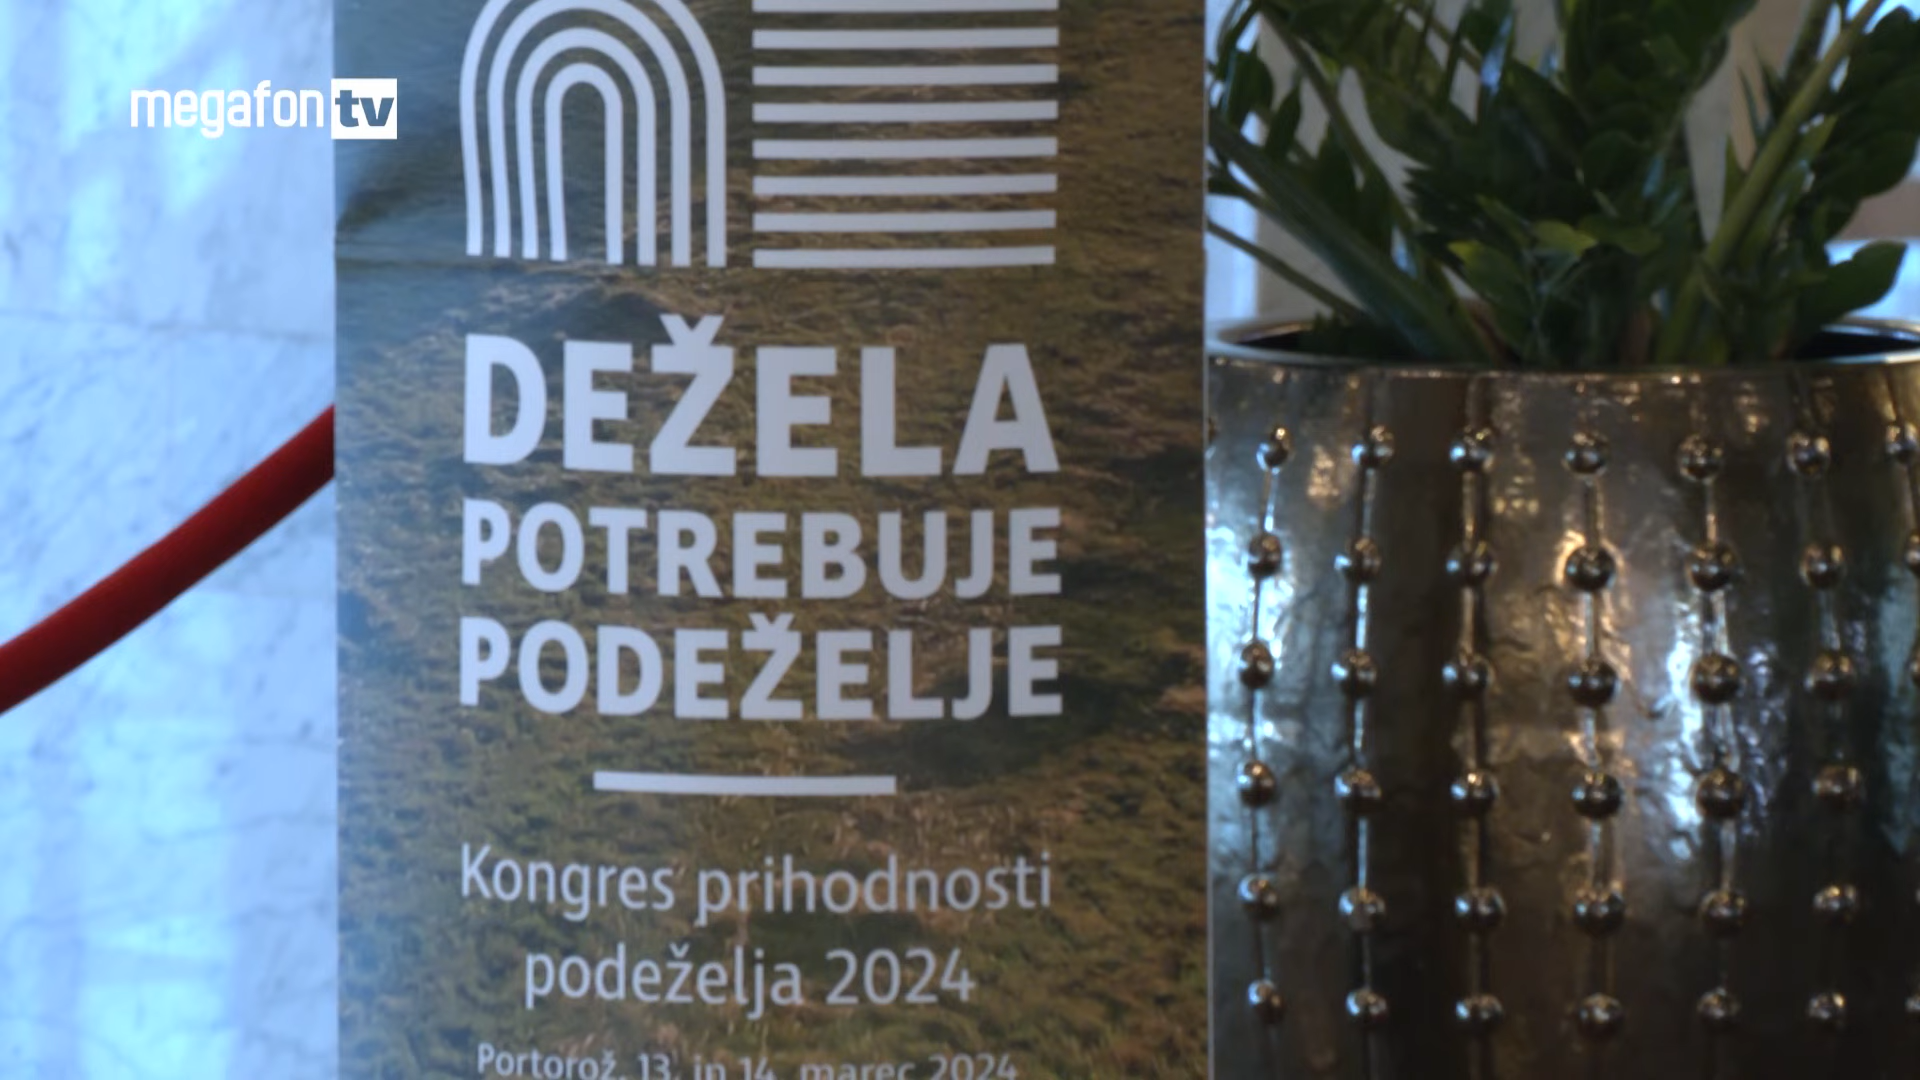 megafon tv
DEŽELA
POTREBUJE
PODEŽELJE
Kongres prihodnosti
podeželja 2024
Portorož, 13. in 14. marec 2024